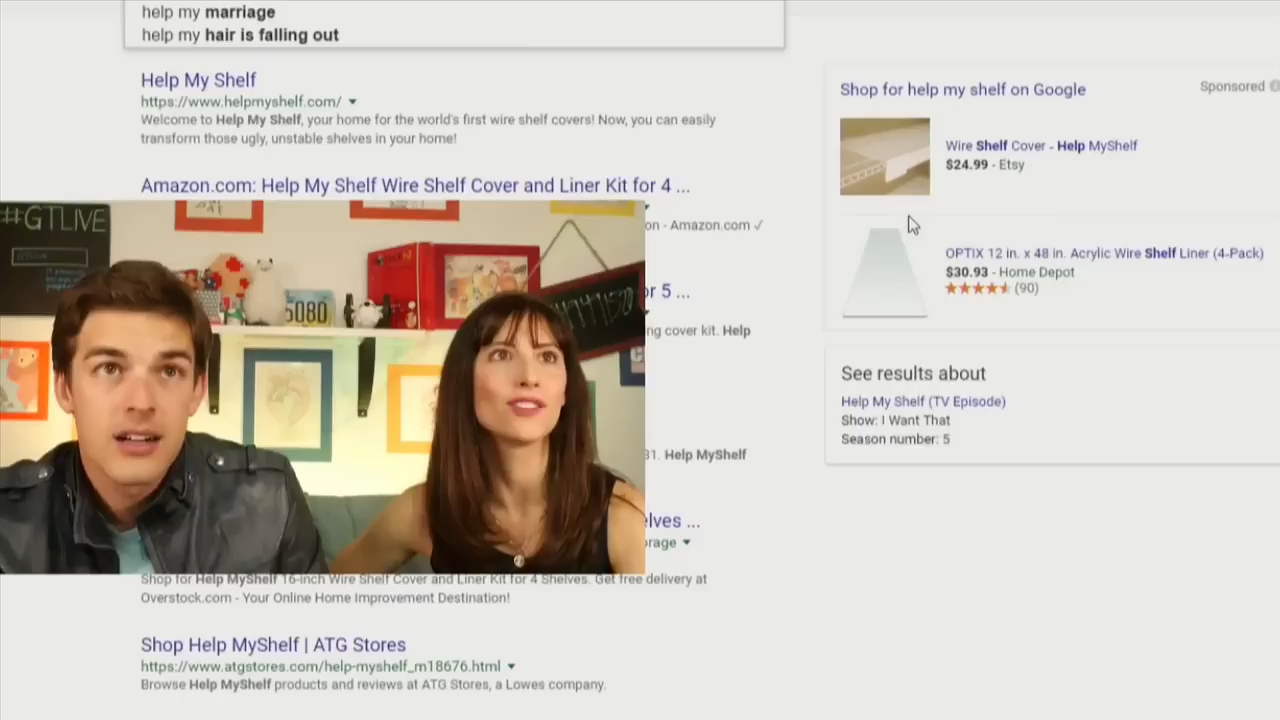 help my marriage
help my hair is falling out
Help My Shelf
https://www.helpmyshelf.com/
Welcome to Help My Shelf, your home for the world's first wire shelf covers! Now, you can easily
transform those ugly, unstable shelves in your home!
Amazon.com: Help My Shelf Wire Shelf Cover and Liner Kit for 4 ...
on - Amazon.com
or 5 ...
ng cover kit. Help
31. Help MyShelf
elves ...
orage
Shop for Help MyShelf 16-inch Wire Shelf Cover and Liner Kit for 4 Shelves. Get free delivery at
Overstock.com - Your Online Home Improvement Destination!
Shop Help MyShelf | ATG Stores
https://www.atgstores.com/help-myshelf_m18676.html
Browse Help MyShelf products and reviews at ATG Stores, a Lowes company.
Shop for help my shelf on Google
Sponsored
Wire Shelf Cover - Help MyShelf
$24.99 - Etsy
OPTIX 12 in. x 48 in. Acrylic Wire Shelf Liner (4-Pack)
$30.93 - Home Depot
(90)
See results about
Help My Shelf (TV Episode)
Show: I Want That
Season number: 5
#GTLIVE
5080